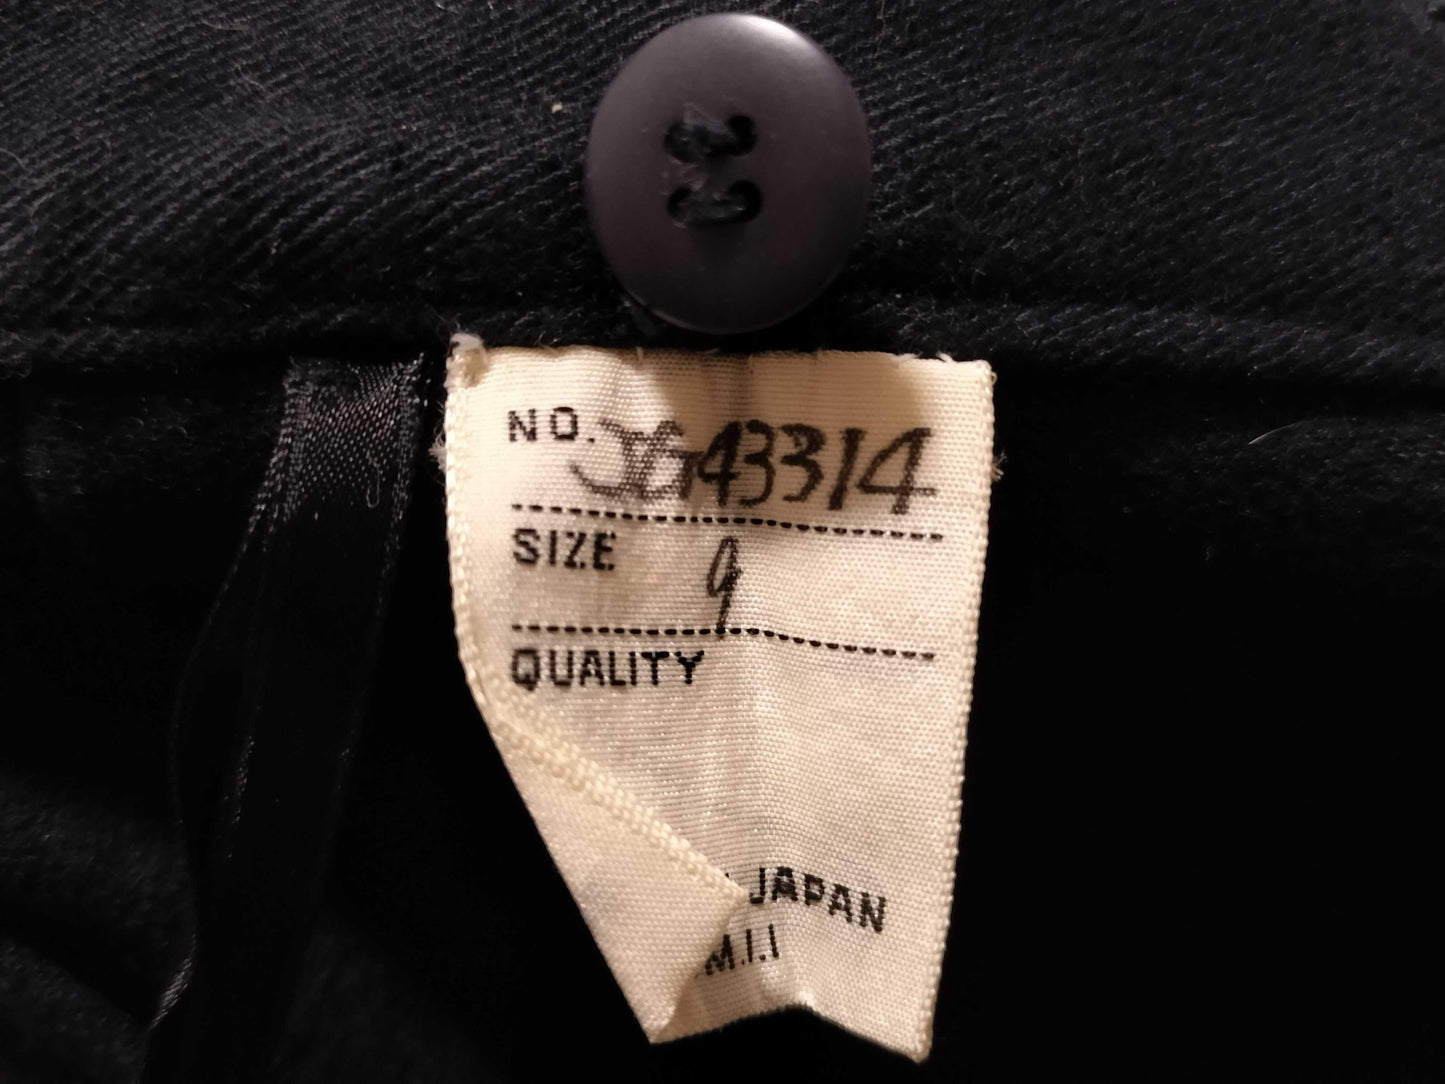 NO. JG43314
SIZE 9
QUALITY
JAPAN
.M.I.I